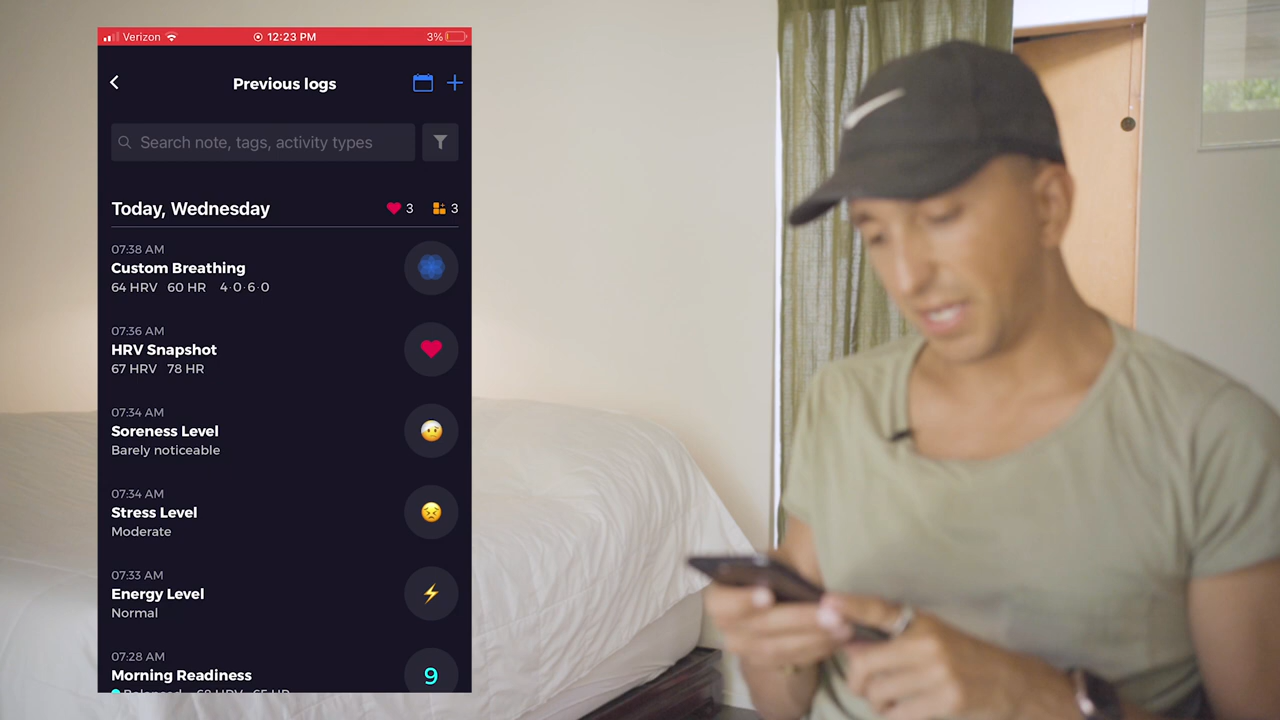 Verizon 12:23 PM 3%
Previous logs
Search note, tags, activity types
Today, Wednesday 3 3
07:38 AM
Custom Breathing
64 HRV 60 HR 4·0·6·0
07:36 AM
HRV Snapshot
67 HRV 78 HR
07:34 AM
Soreness Level
Barely noticeable
07:34 AM
Stress Level
Moderate
07:33 AM
Energy Level
Normal
07:28 AM
Morning Readiness
9